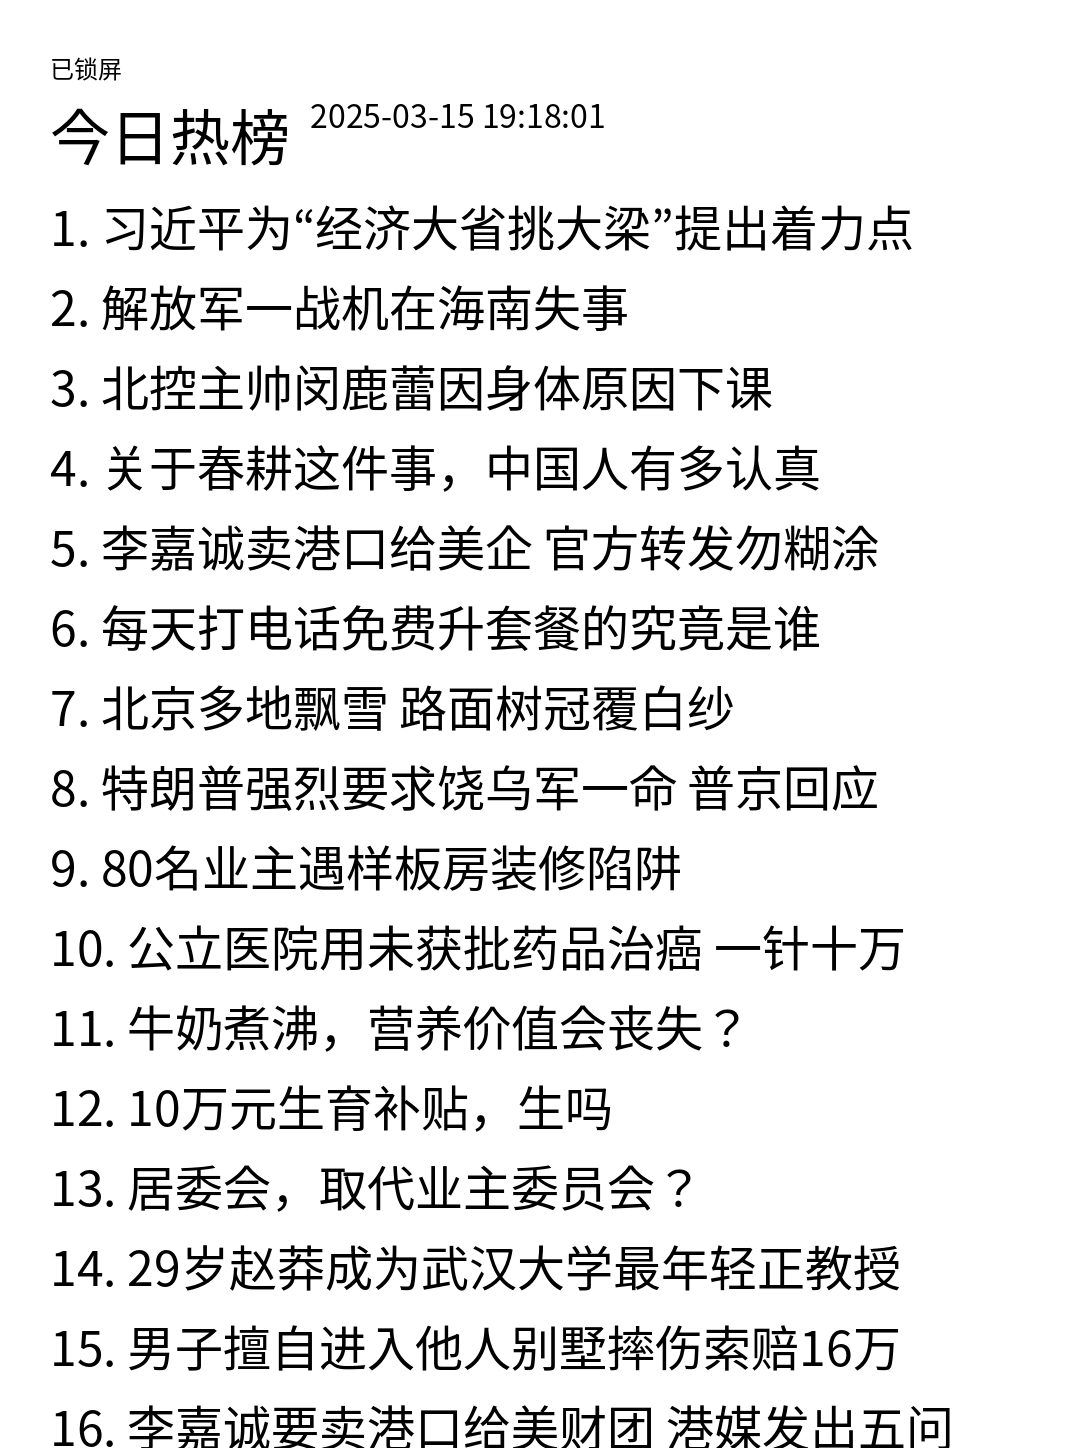 已锁屏
今日热榜 2025-03-15 19:18:01
1. 习近平为“经济大省挑大梁”提出着力点
2. 解放军一战机在海南失事
3. 北控主帅闵鹿蕾因身体原因下课
4. 关于春耕这件事，中国人有多认真
5. 李嘉诚卖港口给美企 官方转发勿糊涂
6. 每天打电话免费升套餐的究竟是谁
7. 北京多地飘雪 路面树冠覆白纱
8. 特朗普强烈要求饶乌军一命 普京回应
9. 80名业主遇样板房装修陷阱
10. 公立医院用未获批药品治癌 一针十万
11. 牛奶煮沸，营养价值会丧失？
12. 10万元生育补贴，生吗
13. 居委会，取代业主委员会？
14. 29岁赵莽成为武汉大学最年轻正教授
15. 男子擅自进入他人别墅摔伤索赔16万
16. 李嘉诚要卖港口给美财团 港媒发出五问